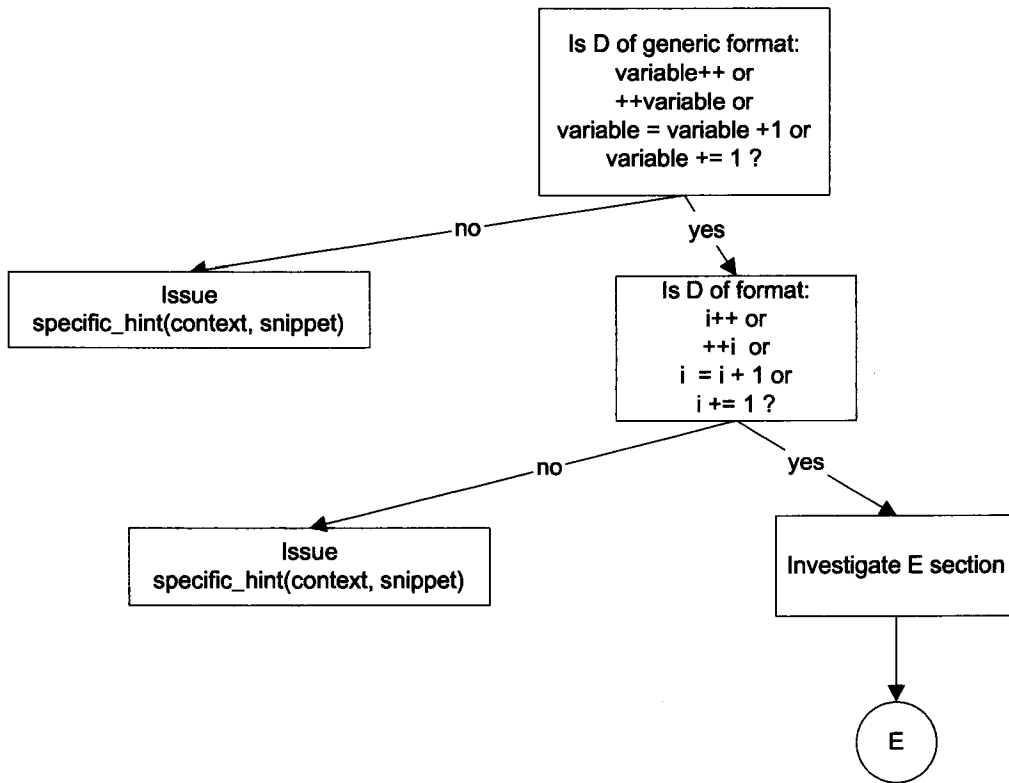 Is D of generic format:
variable++ or
++variable or
variable = variable +1 or
variable += 1 ?
no
yes
Issue
specific_hint(context, snippet)
Is D of format:
i++ or
++i or
i = i + 1 or
i += 1 ?
no
yes
Issue
specific_hint(context, snippet)
Investigate E section
E